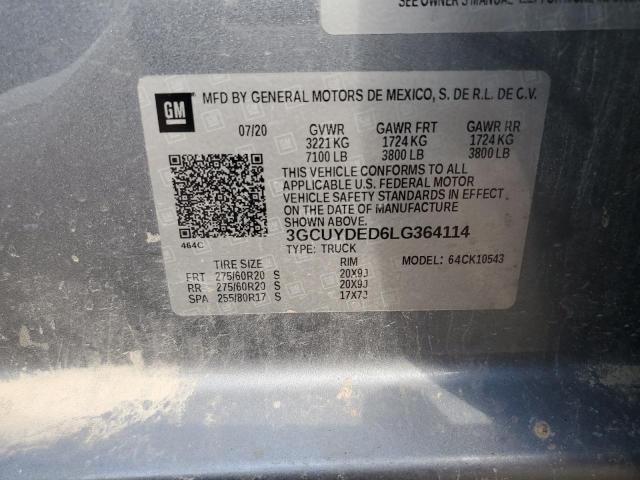 SEE OWNER'S MANUAL
GM
MFD BY GENERAL MOTORS DE MEXICO, S. DE R.L. DE C.V.
07/20 GVWR GAWR FRT GAWR RR
3221 KG 1724 KG 1724 KG
7100 LB 3800 LB 3800 LB
THIS VEHICLE CONFORMS TO ALL
APPLICABLE U.S. FEDERAL MOTOR
VEHICLE SAFETY STANDARDS IN EFFECT
ON THE DATE OF MANUFACTURE
SHOWN ABOVE.
464C 3GCUYDED6LG364114
TYPE: TRUCK MODEL: 64CK10543
TIRE SIZE RIM
FRT 275/60R20 S 20X9J
RR 275/60R20 S 20X9J
SPA 255/80R17 S 17X7J